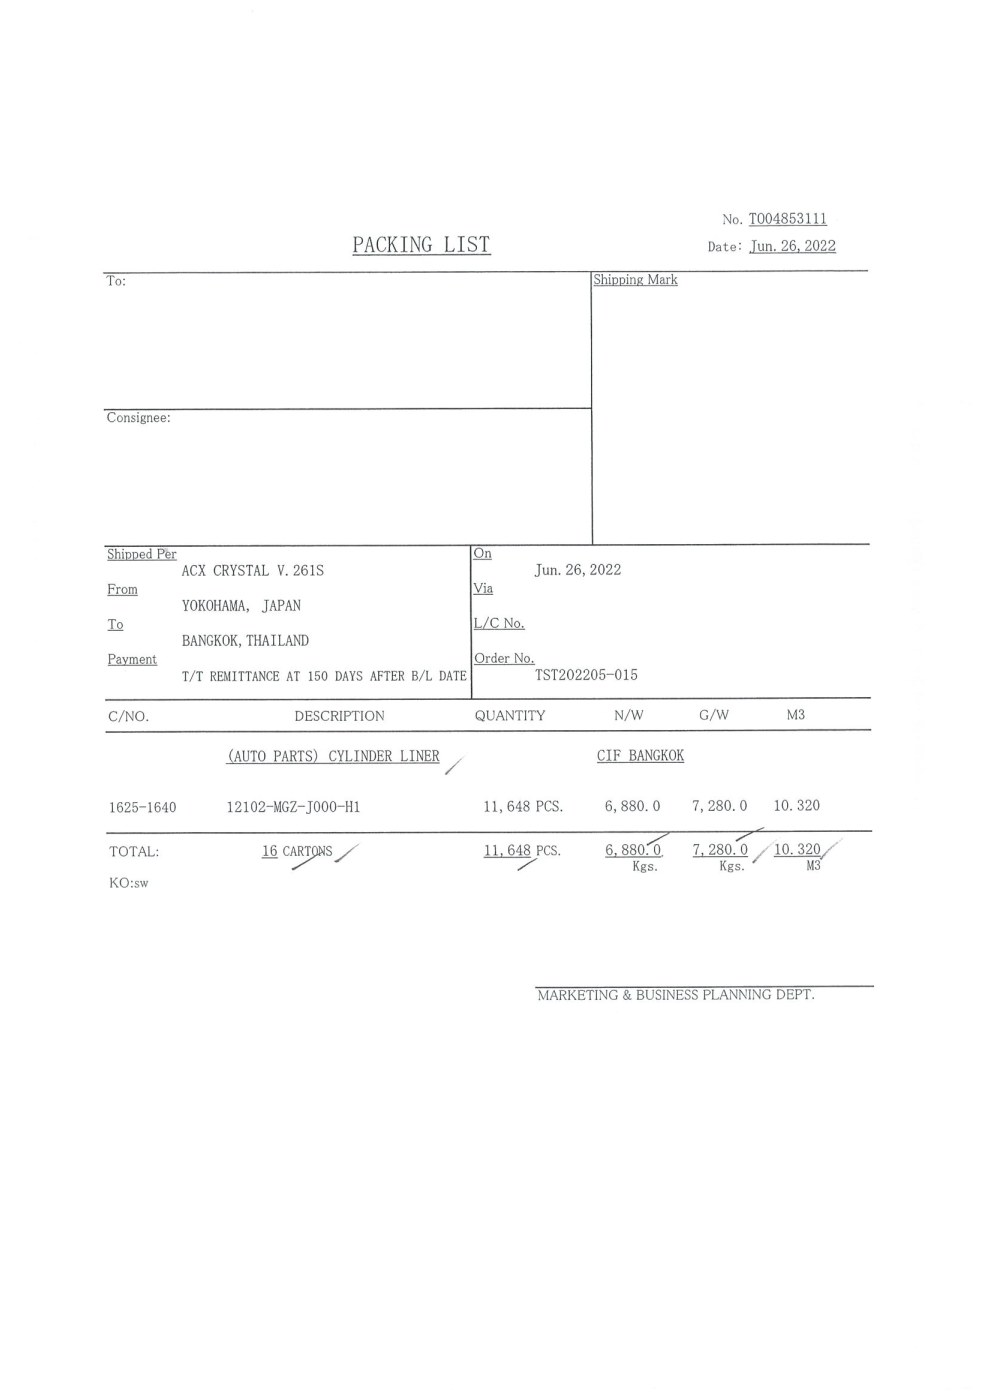 No. T004853111
PACKING LIST
Date: Jun. 26, 2022
To:
Shipping Mark
Consignee:
Shipped Per
On
ACX CRYSTAL V. 261S
Jun. 26, 2022
From
Via
YOKOHAMA, JAPAN
To
L/C No.
BANGKOK, THAILAND
Payment
Order No.
T/T REMITTANCE AT 150 DAYS AFTER B/L DATE
TST202205-015
C/NO. DESCRIPTION QUANTITY N/W G/W M3
(AUTO PARTS) CYLINDER LINER CIF BANGKOK
1625-1640 12102-MGZ-J000-H1 11, 648 PCS. 6, 880. 0 7, 280. 0 10. 320
TOTAL: 16 CARTONS 11, 648 PCS. 6, 880. 0 7, 280. 0 10. 320
Kgs. Kgs. M3
KO:sw
MARKETING & BUSINESS PLANNING DEPT.